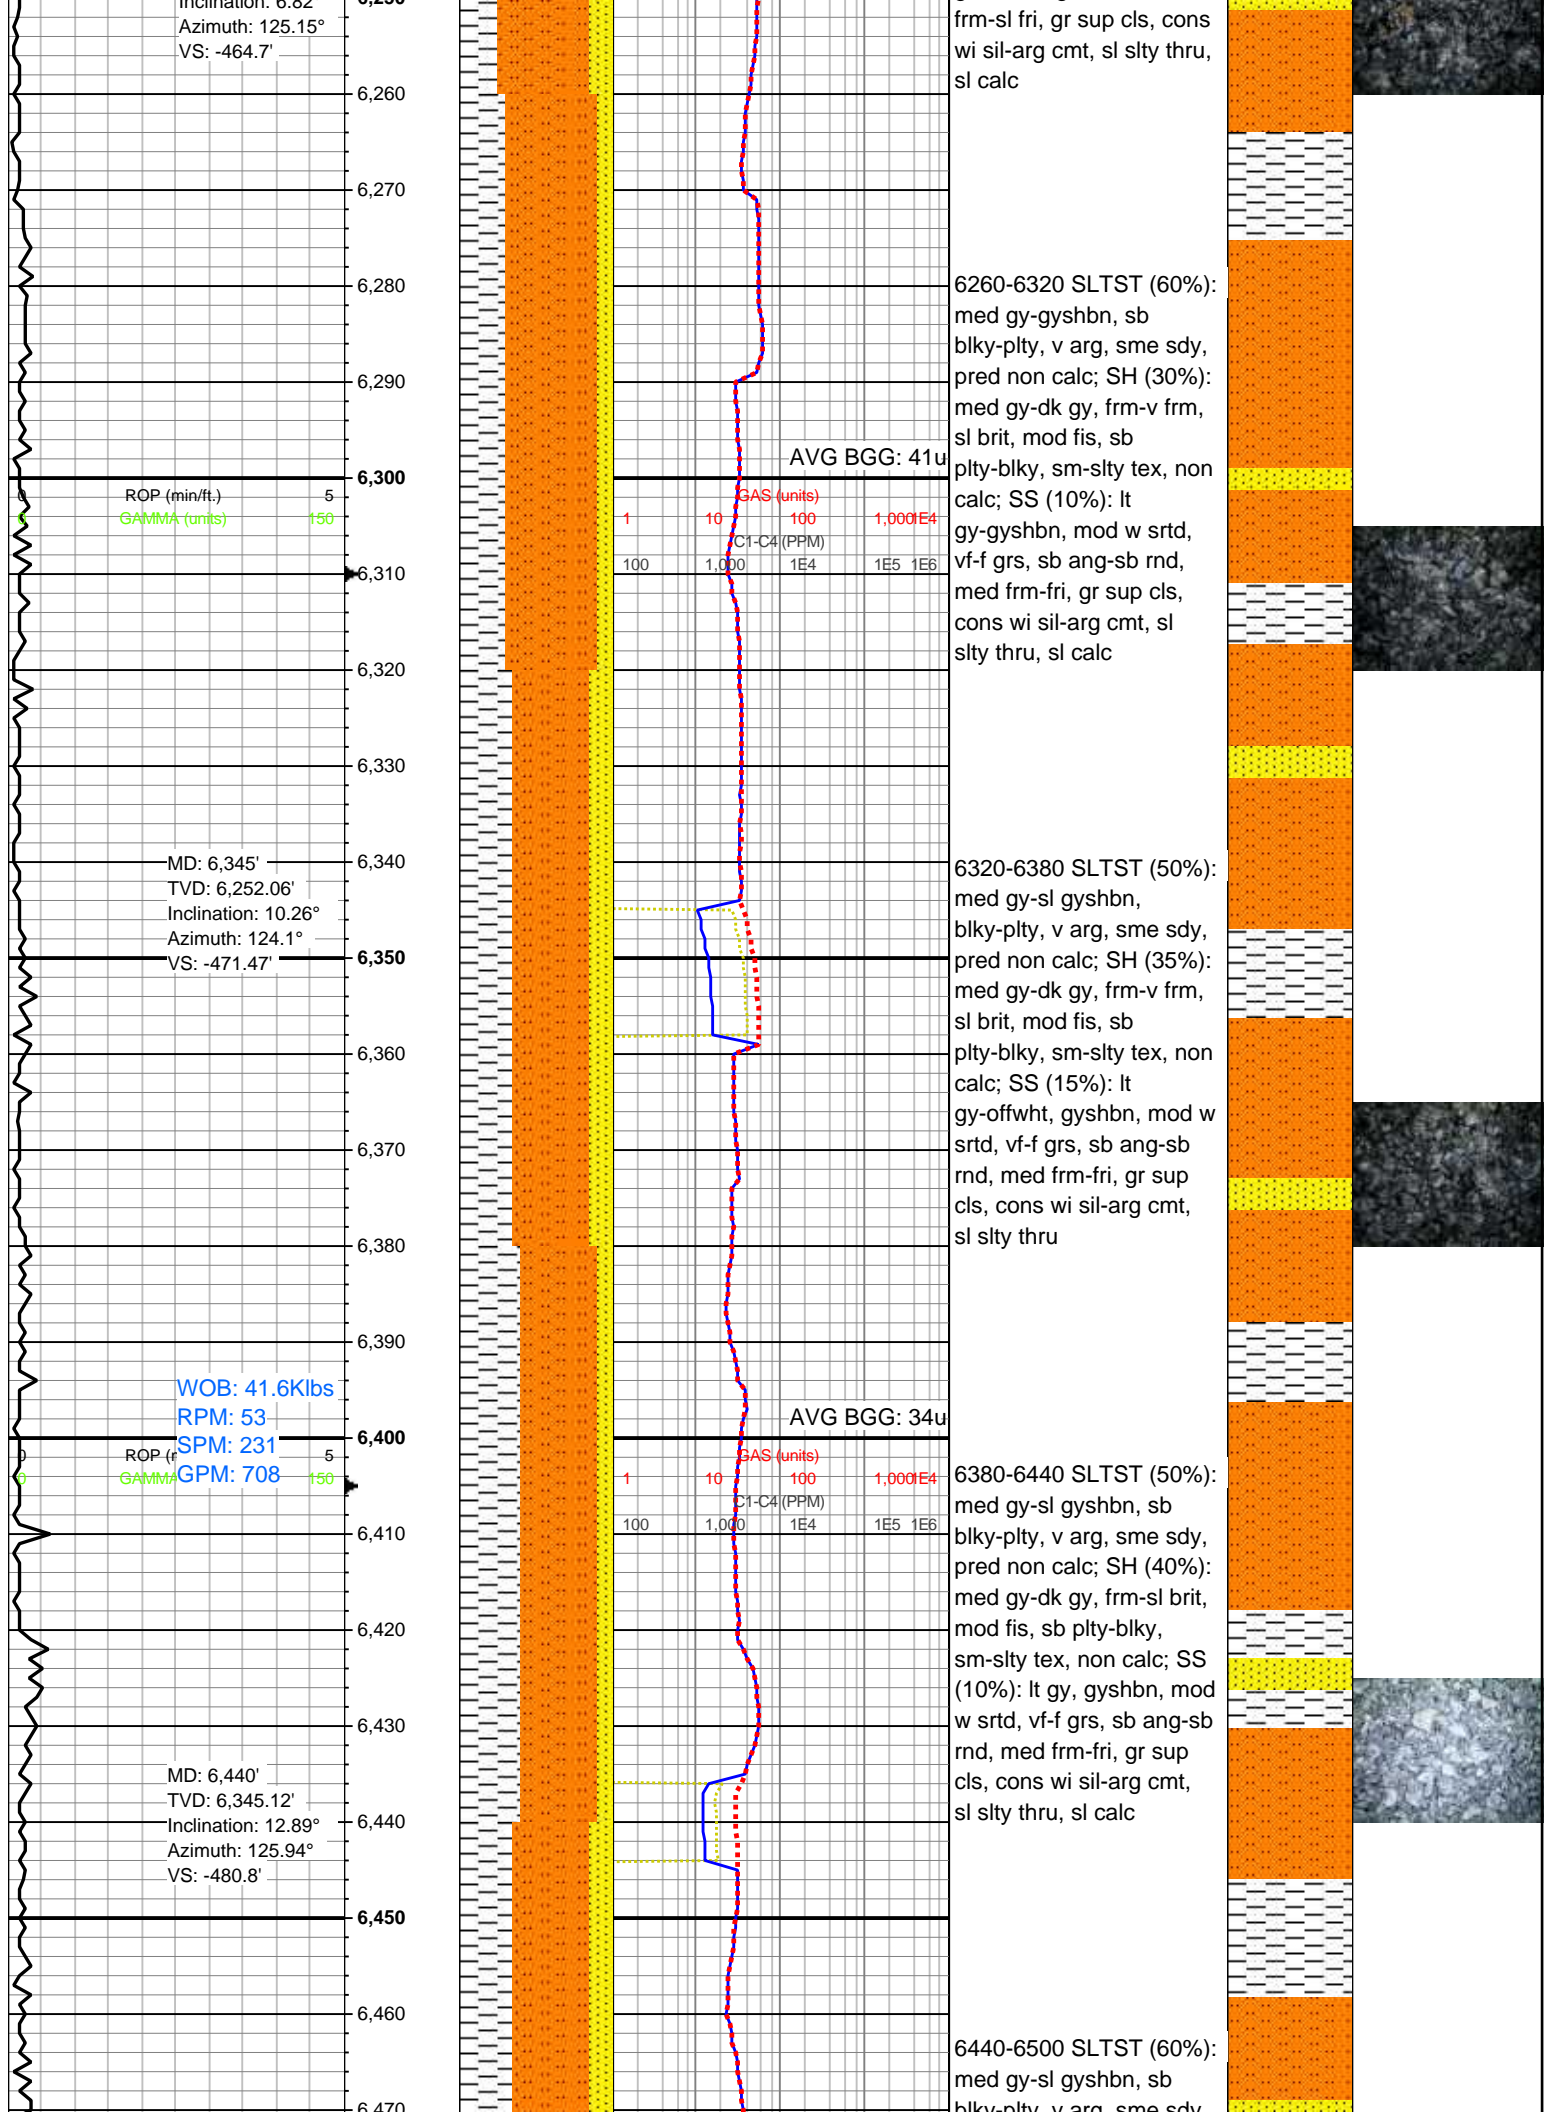 Azimuth: 125.15°
VS: -464.7'
frm-sl fri, gr sup cls, cons
wi sil-arg cmt, sl slty thru,
sl calc
6,260
6,270
6,280
6,290
6260-6320 SLTST (60%):
med gy-gyshbn, sb
blky-plty, v arg, sme sdy,
pred non calc; SH (30%):
med gy-dk gy, frm-v frm,
sl brit, mod fis, sb
plty-blky, sm-slty tex, non
calc; SS (10%): lt
gy-gyshbn, mod w srtd,
vf-f grs, sb ang-sb rnd,
med frm-fri, gr sup cls,
cons wi sil-arg cmt, sl
slty thru, sl calc
AVG BGG: 41u
6,300
0 ROP (min/ft.) 5
0 GAMMA (units) 150
GAS (units)
1 10 100 1,000 1E4
C1-C4 (PPM)
100 1,000 1E4 1E5 1E6
6,310
6,320
6,330
6,340
MD: 6,345'
TVD: 6,252.06'
Inclination: 10.26°
Azimuth: 124.1°
VS: -471.47'
6,350
6,360
6,370
6,380
6,390
6320-6380 SLTST (50%):
med gy-sl gyshbn,
blky-plty, v arg, sme sdy,
pred non calc; SH (35%):
med gy-dk gy, frm-v frm,
sl brit, mod fis, sb
plty-blky, sm-slty tex, non
calc; SS (15%): lt
gy-offwht, gyshbn, mod w
srtd, vf-f grs, sb ang-sb
rnd, med frm-fri, gr sup
cls, cons wi sil-arg cmt,
sl slty thru
WOB: 41.6Klbs
RPM: 53
SPM: 231
GPM: 708
AVG BGG: 34u
6,400
0 ROP ( 5
0 GAMMA 150
GAS (units)
1 10 100 1,000 1E4
C1-C4 (PPM)
100 1,000 1E4 1E5 1E6
6,410
6,420
6,430
6380-6440 SLTST (50%):
med gy-sl gyshbn, sb
blky-plty, v arg, sme sdy,
pred non calc; SH (40%):
med gy-dk gy, frm-sl brit,
mod fis, sb plty-blky,
sm-slty tex, non calc; SS
(10%): lt gy, gyshbn, mod
w srtd, vf-f grs, sb ang-sb
rnd, med frm-fri, gr sup
cls, cons wi sil-arg cmt,
sl slty thru, sl calc
MD: 6,440'
TVD: 6,345.12'
Inclination: 12.89°
Azimuth: 125.94°
VS: -480.8'
6,440
6,450
6,460
6,470
6440-6500 SLTST (60%):
med gy-sl gyshbn, sb
blky-plty, v arg, sme sdy,